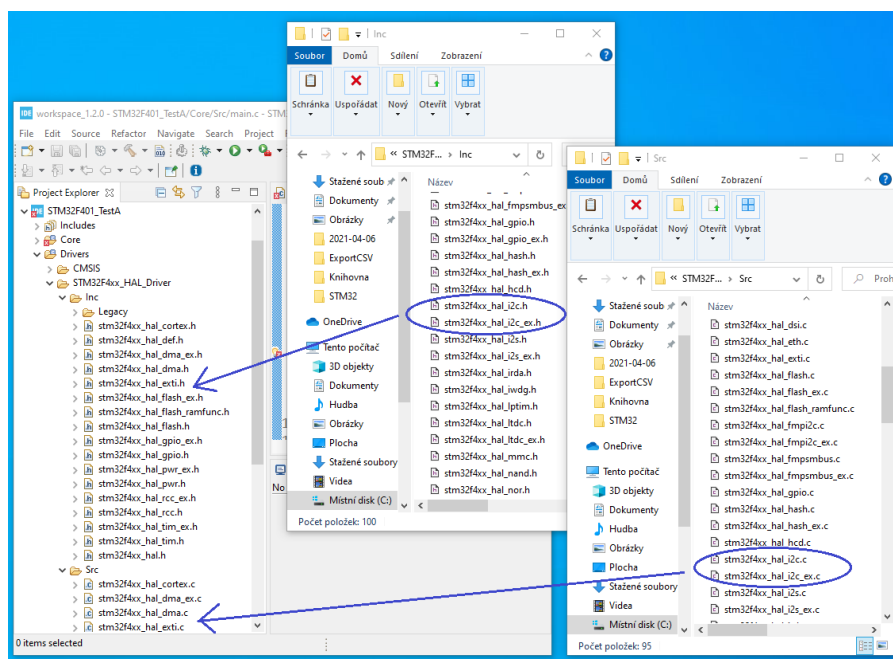 workspace_1.2.0 - STM32F401_TestA/Core/Src/main.c - STM
File Edit Source Refactor Navigate Search Project
Project Explorer
STM32F401_TestA
Includes
Core
Drivers
CMSIS
STM32F4xx_HAL_Driver
Inc
Legacy
stm32f4xx_hal_cortex.h
stm32f4xx_hal_def.h
stm32f4xx_hal_dma_ex.h
stm32f4xx_hal_dma.h
stm32f4xx_hal_exti.h
stm32f4xx_hal_flash_ex.h
stm32f4xx_hal_flash_ramfunc.h
stm32f4xx_hal_flash.h
stm32f4xx_hal_gpio_ex.h
stm32f4xx_hal_gpio.h
stm32f4xx_hal_pwr_ex.h
stm32f4xx_hal_pwr.h
stm32f4xx_hal_rcc_ex.h
stm32f4xx_hal_rcc.h
stm32f4xx_hal_tim_ex.h
stm32f4xx_hal_tim.h
stm32f4xx_hal.h
Src
stm32f4xx_hal_cortex.c
stm32f4xx_hal_dma_ex.c
stm32f4xx_hal_dma.c
stm32f4xx_hal_exti.c
0 items selected
No
Inc
Soubor Domů Sdílení Zobrazení
Schránka Uspořádat Nový Otevřít Vybrat
« STM32F... > Inc
Stažené soub
Dokumenty
Obrázky
2021-04-06
ExportCSV
Knihovna
STM32
OneDrive
Tento počítač
3D objekty
Dokumenty
Hudba
Obrázky
Plocha
Stažené soubory
Videa
Místní disk (C:)
Název
stm32f4xx_hal_fmpsmbus_ex
stm32f4xx_hal_gpio.h
stm32f4xx_hal_gpio_ex.h
stm32f4xx_hal_hash.h
stm32f4xx_hal_hash_ex.h
stm32f4xx_hal_hcd.h
stm32f4xx_hal_i2c.h
stm32f4xx_hal_i2c_ex.h
stm32f4xx_hal_i2s.h
stm32f4xx_hal_i2s_ex.h
stm32f4xx_hal_irda.h
stm32f4xx_hal_iwdg.h
stm32f4xx_hal_lptim.h
stm32f4xx_hal_ltdc.h
stm32f4xx_hal_ltdc_ex.h
stm32f4xx_hal_mmc.h
stm32f4xx_hal_nand.h
stm32f4xx_hal_nor.h
Počet položek: 100
Src
Soubor Domů Sdílení Zobrazení
Schránka Uspořádat Nový Otevřít Vybrat
« STM32F... > Src
Proh
Stažené soub
Dokumenty
Obrázky
2021-04-06
ExportCSV
Knihovna
STM32
OneDrive
Tento počítač
3D objekty
Dokumenty
Hudba
Obrázky
Plocha
Stažené soubory
Videa
Místní disk (C:)
Název
stm32f4xx_hal_dsi.c
stm32f4xx_hal_eth.c
stm32f4xx_hal_exti.c
stm32f4xx_hal_flash.c
stm32f4xx_hal_flash_ex.c
stm32f4xx_hal_flash_ramfunc.c
stm32f4xx_hal_fmpi2c.c
stm32f4xx_hal_fmpi2c_ex.c
stm32f4xx_hal_fmpsmbus.c
stm32f4xx_hal_fmpsmbus_ex.c
stm32f4xx_hal_gpio.c
stm32f4xx_hal_hash.c
stm32f4xx_hal_hash_ex.c
stm32f4xx_hal_hcd.c
stm32f4xx_hal_i2c.c
stm32f4xx_hal_i2c_ex.c
stm32f4xx_hal_i2s.c
stm32f4xx_hal_i2s_ex.c
Počet položek: 95